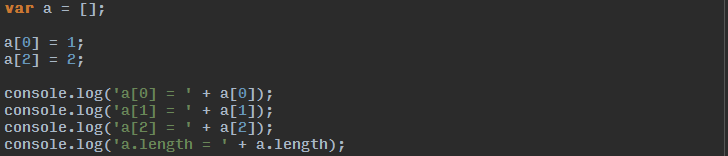 var a = [];
a[0] = 1;
a[2] = 2;
console.log('a[0] = ' + a[0]);
console.log('a[1] = ' + a[1]);
console.log('a[2] = ' + a[2]);
console.log('a.length = ' + a.length);